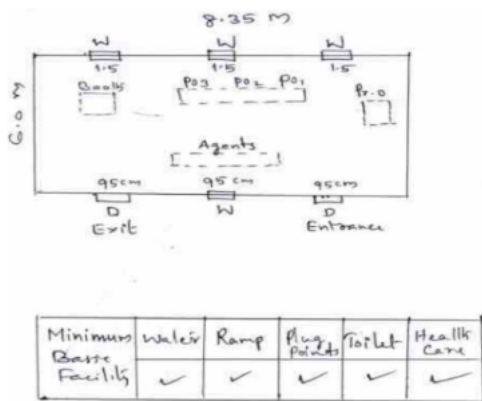 8.35 M
W W W
1.5 1.5 1.5
6.0 M
Booth
PO3 PO2 PO1
Pr.O
Agents
95cm 95cm 95cm
D W D
Exit Entrance
Minimum Basic Facility
Water
Ramp
Plug Points
Toilet
Health Care